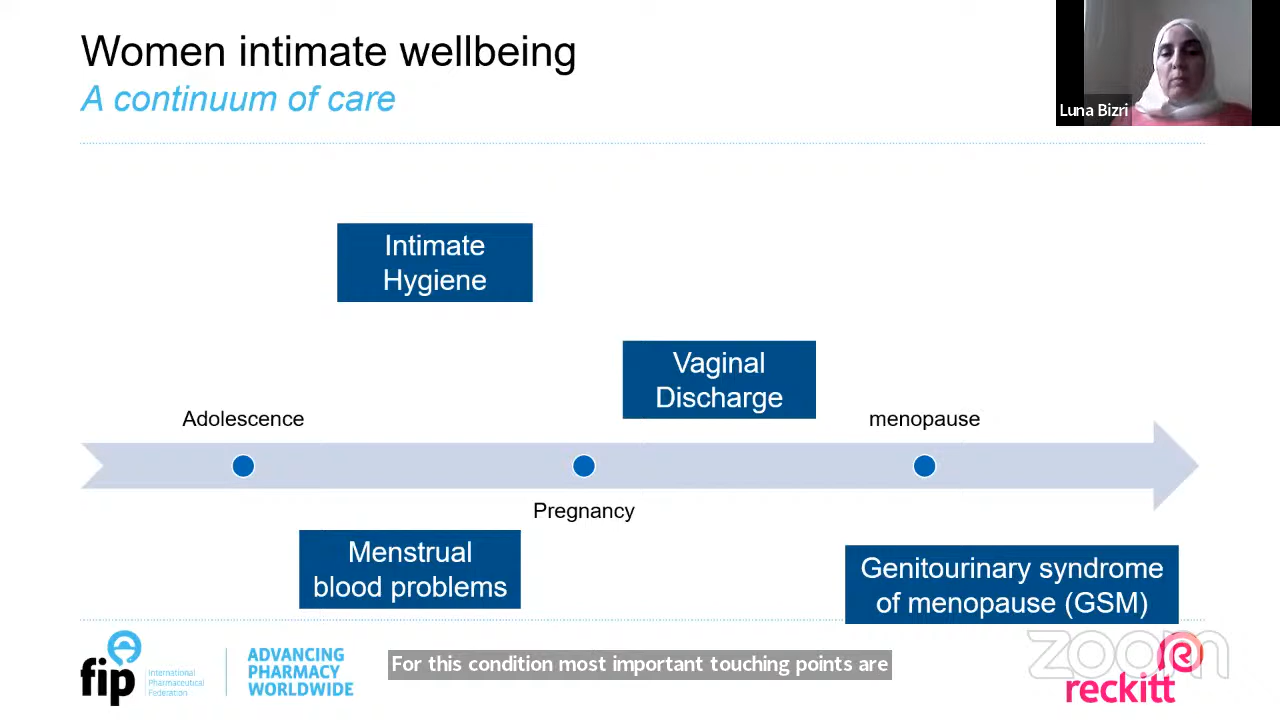 Women intimate wellbeing
A continuum of care
Luna Bizri
Intimate
Hygiene
Vaginal
Discharge
Adolescence
menopause
Pregnancy
Menstrual
blood problems
Genitourinary syndrome
of menopause (GSM)
fip
International
Pharmaceutical
Federation
ADVANCING
PHARMACY
WORLDWIDE
For this condition most important touching points are
zoom
reckitt